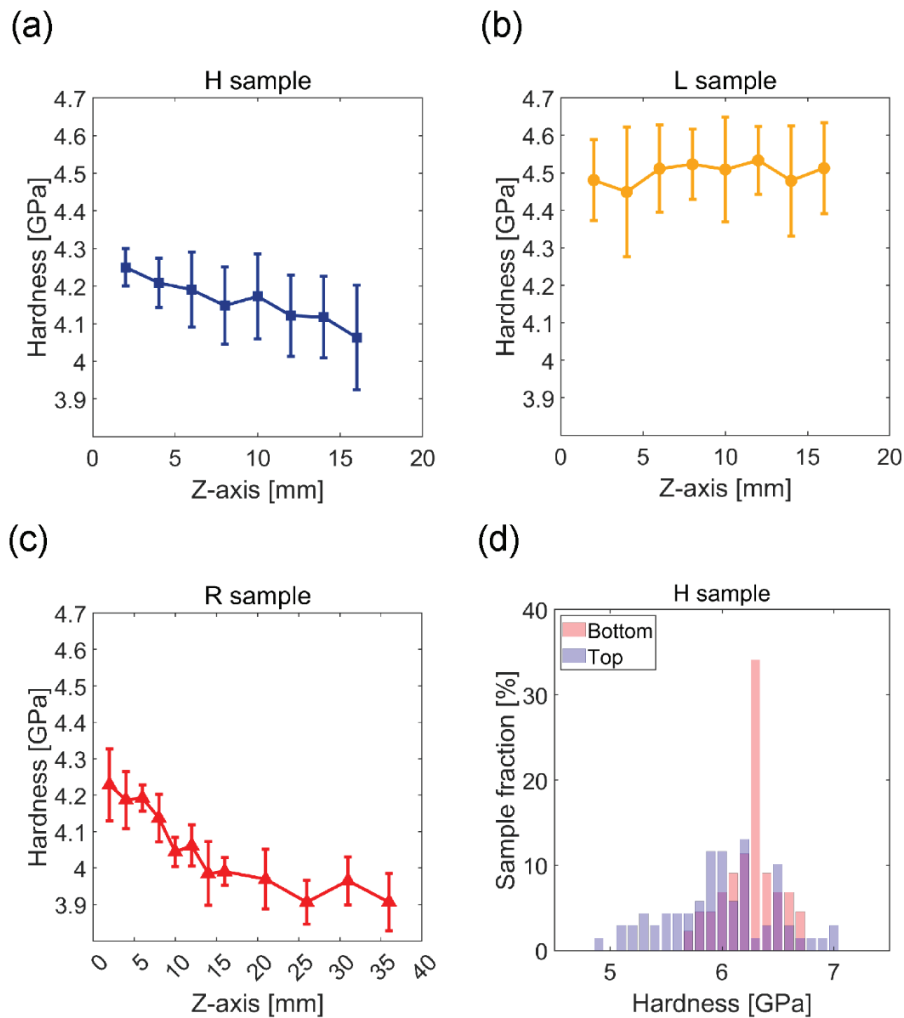 (a)
H sample
4.7
4.6
4.5
4.4
4.3
4.2
4.1
4
3.9
Hardness [GPa]
0 5 10 15 20
Z-axis [mm]
(b)
L sample
4.7
4.6
4.5
4.4
4.3
4.2
4.1
4
3.9
Hardness [GPa]
0 5 10 15 20
Z-axis [mm]
(c)
R sample
4.7
4.6
4.5
4.4
4.3
4.2
4.1
4
3.9
Hardness [GPa]
0 5 10 15 20 25 30 35 40
Z-axis [mm]
(d)
H sample
40
30
20
10
0
Sample fraction [%]
Bottom
Top
5 6 7
Hardness [GPa]